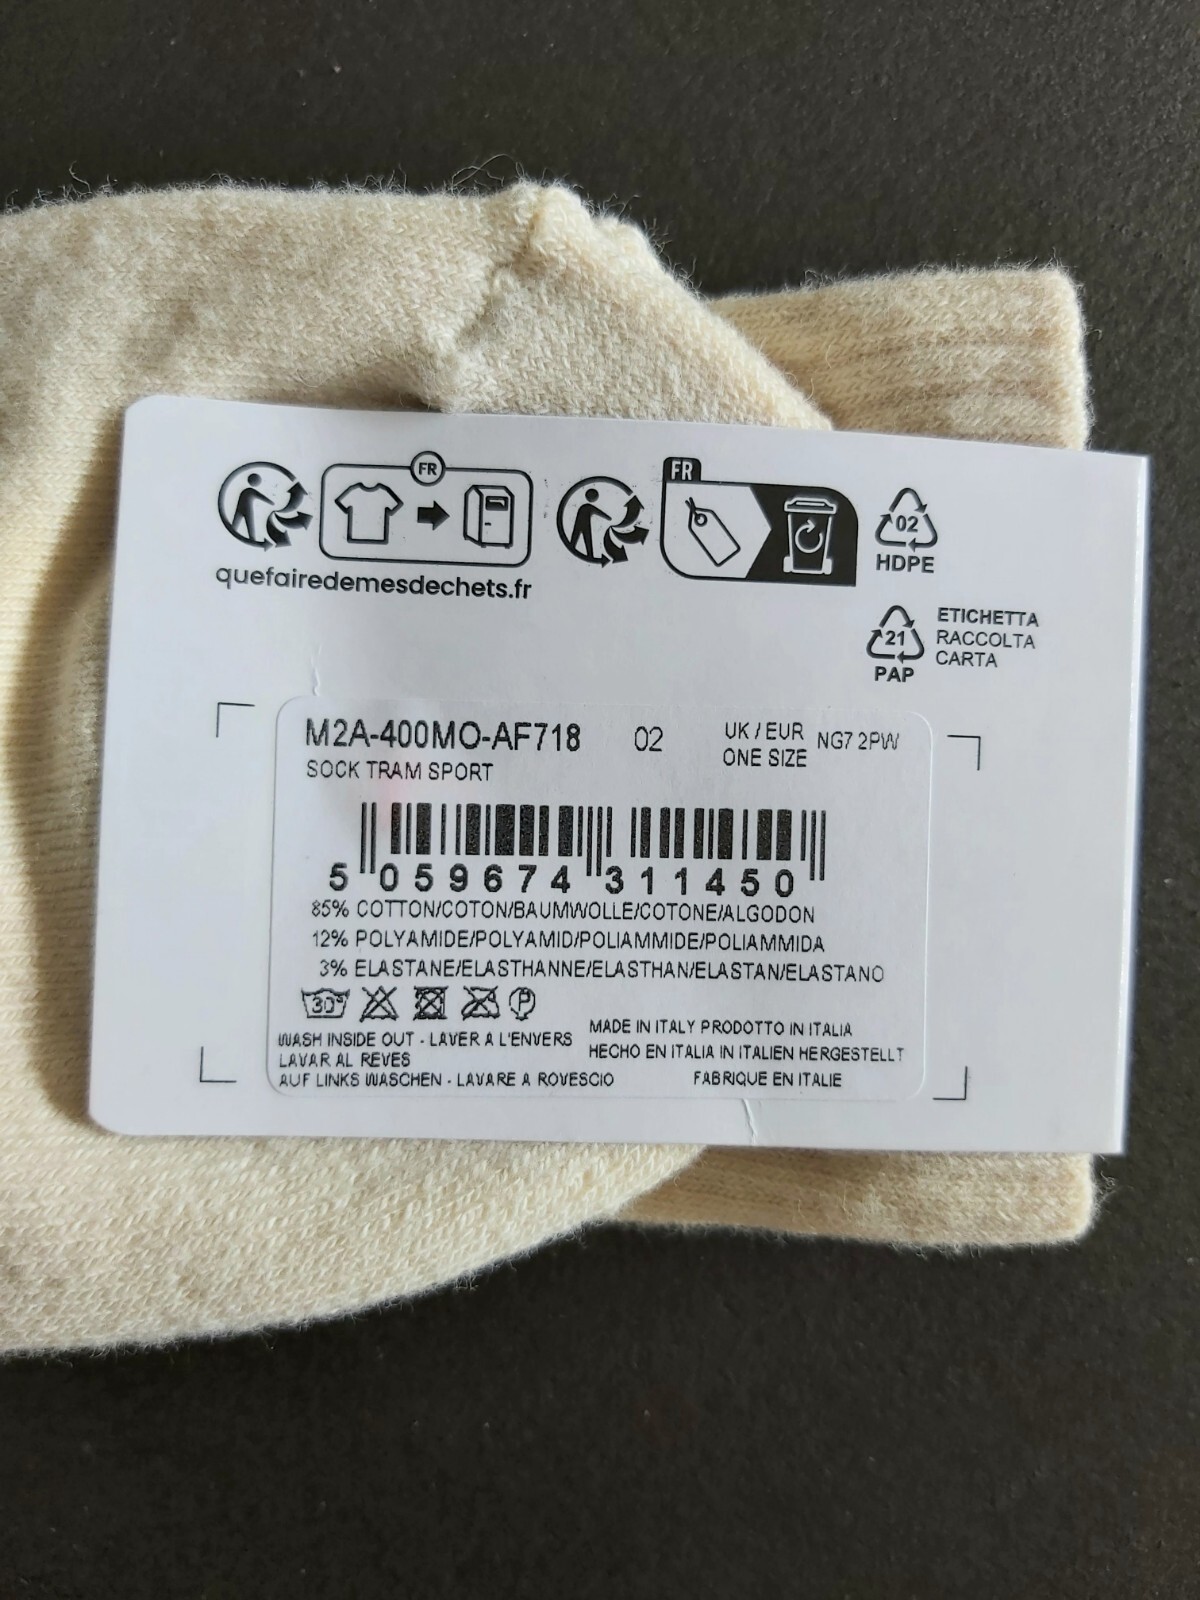 FR
FR
quefairedemesdechets.fr
02
HDPE
21
PAP
ETICHETTA
RACCOLTA
CARTA
M2A-400MO-AF718 02 UK / EUR NG7 2PW
ONE SIZE
SOCK TRAM SPORT
5 059674 311450
85% COTTON/COTON/BAUMWOLLE/COTONE/ALGODON
12% POLYAMIDE/POLYAMID/POLIAMMIDE/POLIAMMIDA
3% ELASTANE/ELASTHANNE/ELASTHAN/ELASTAN/ELASTANO
30° P
WASH INSIDE OUT - LAVER A L'ENVERS
LAVAR AL REVES
AUF LINKS WASCHEN - LAVARE A ROVESCIO
MADE IN ITALY PRODOTTO IN ITALIA
HECHO EN ITALIA IN ITALIEN HERGESTELLT
FABRIQUE EN ITALIE